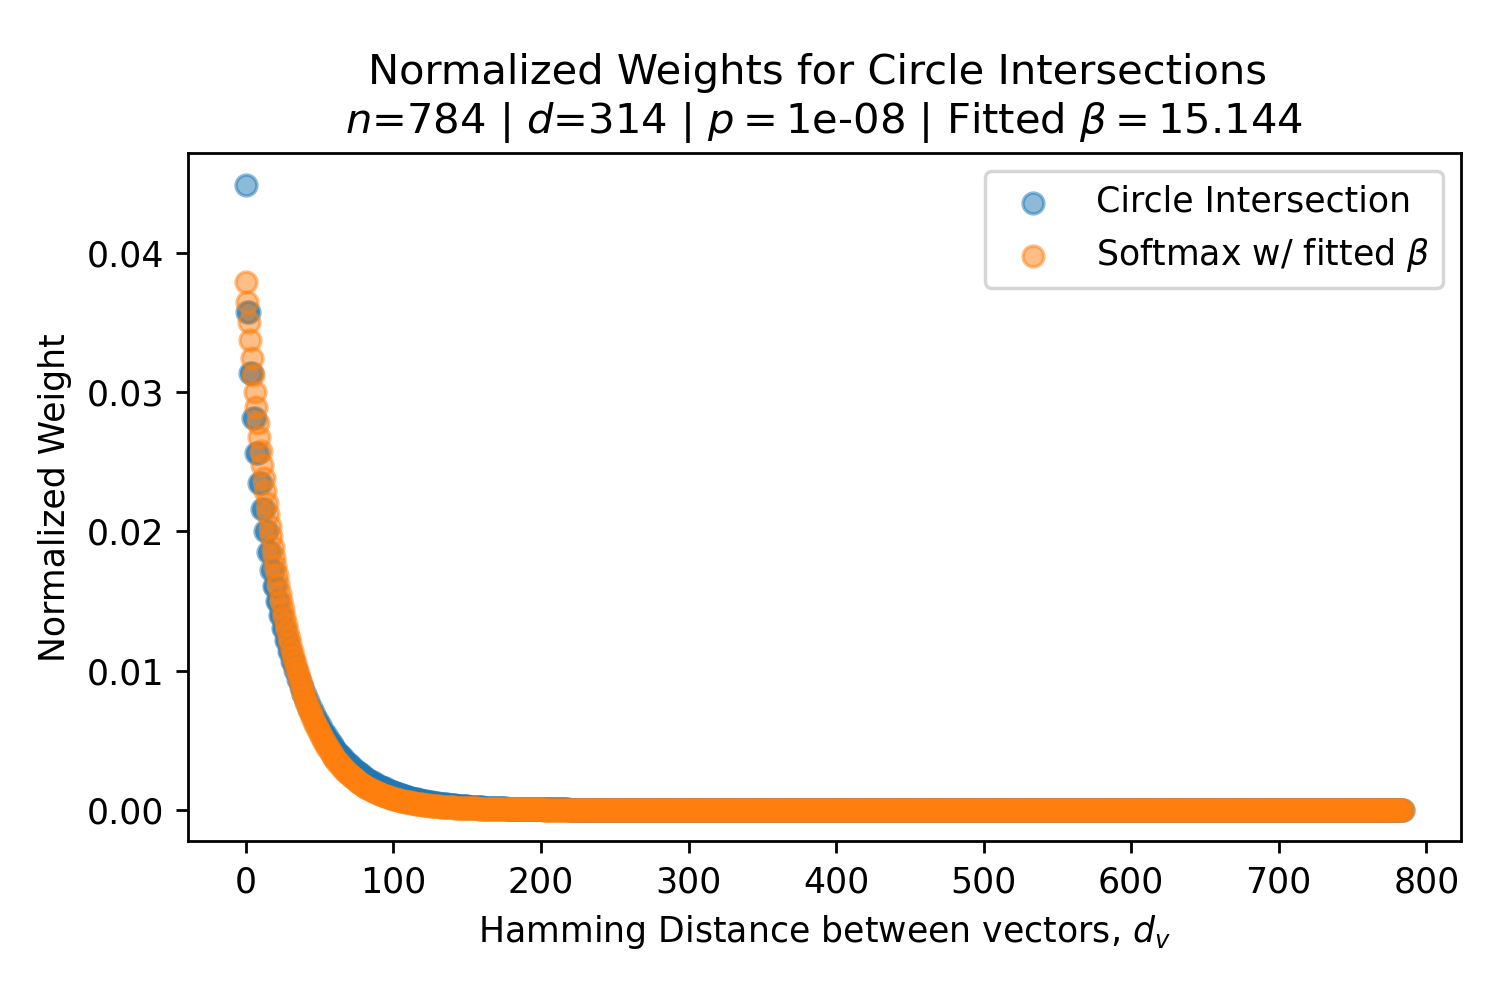 Normalized Weights for Circle Intersections
n=784 | d=314 | p = 1e-08 | Fitted β = 15.144
Circle Intersection
Softmax w/ fitted β
Normalized Weight
0.04
0.03
0.02
0.01
0.00
0 100 200 300 400 500 600 700 800
Hamming Distance between vectors, d_v